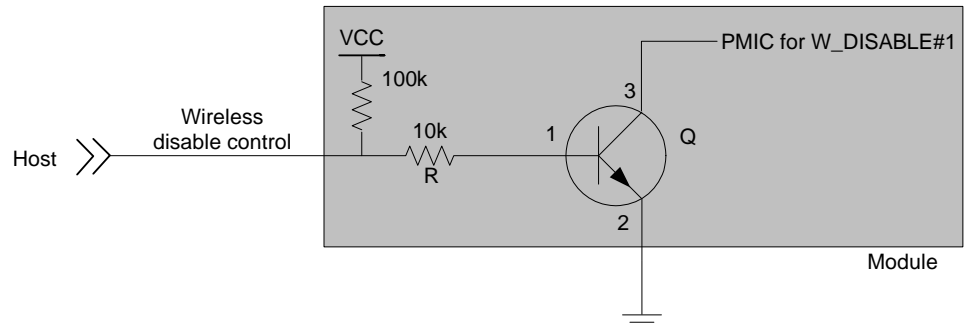 VCC
PMIC for W_DISABLE#1
100k
3
Wireless
disable control
10k
1
Q
Host
R
2
Module